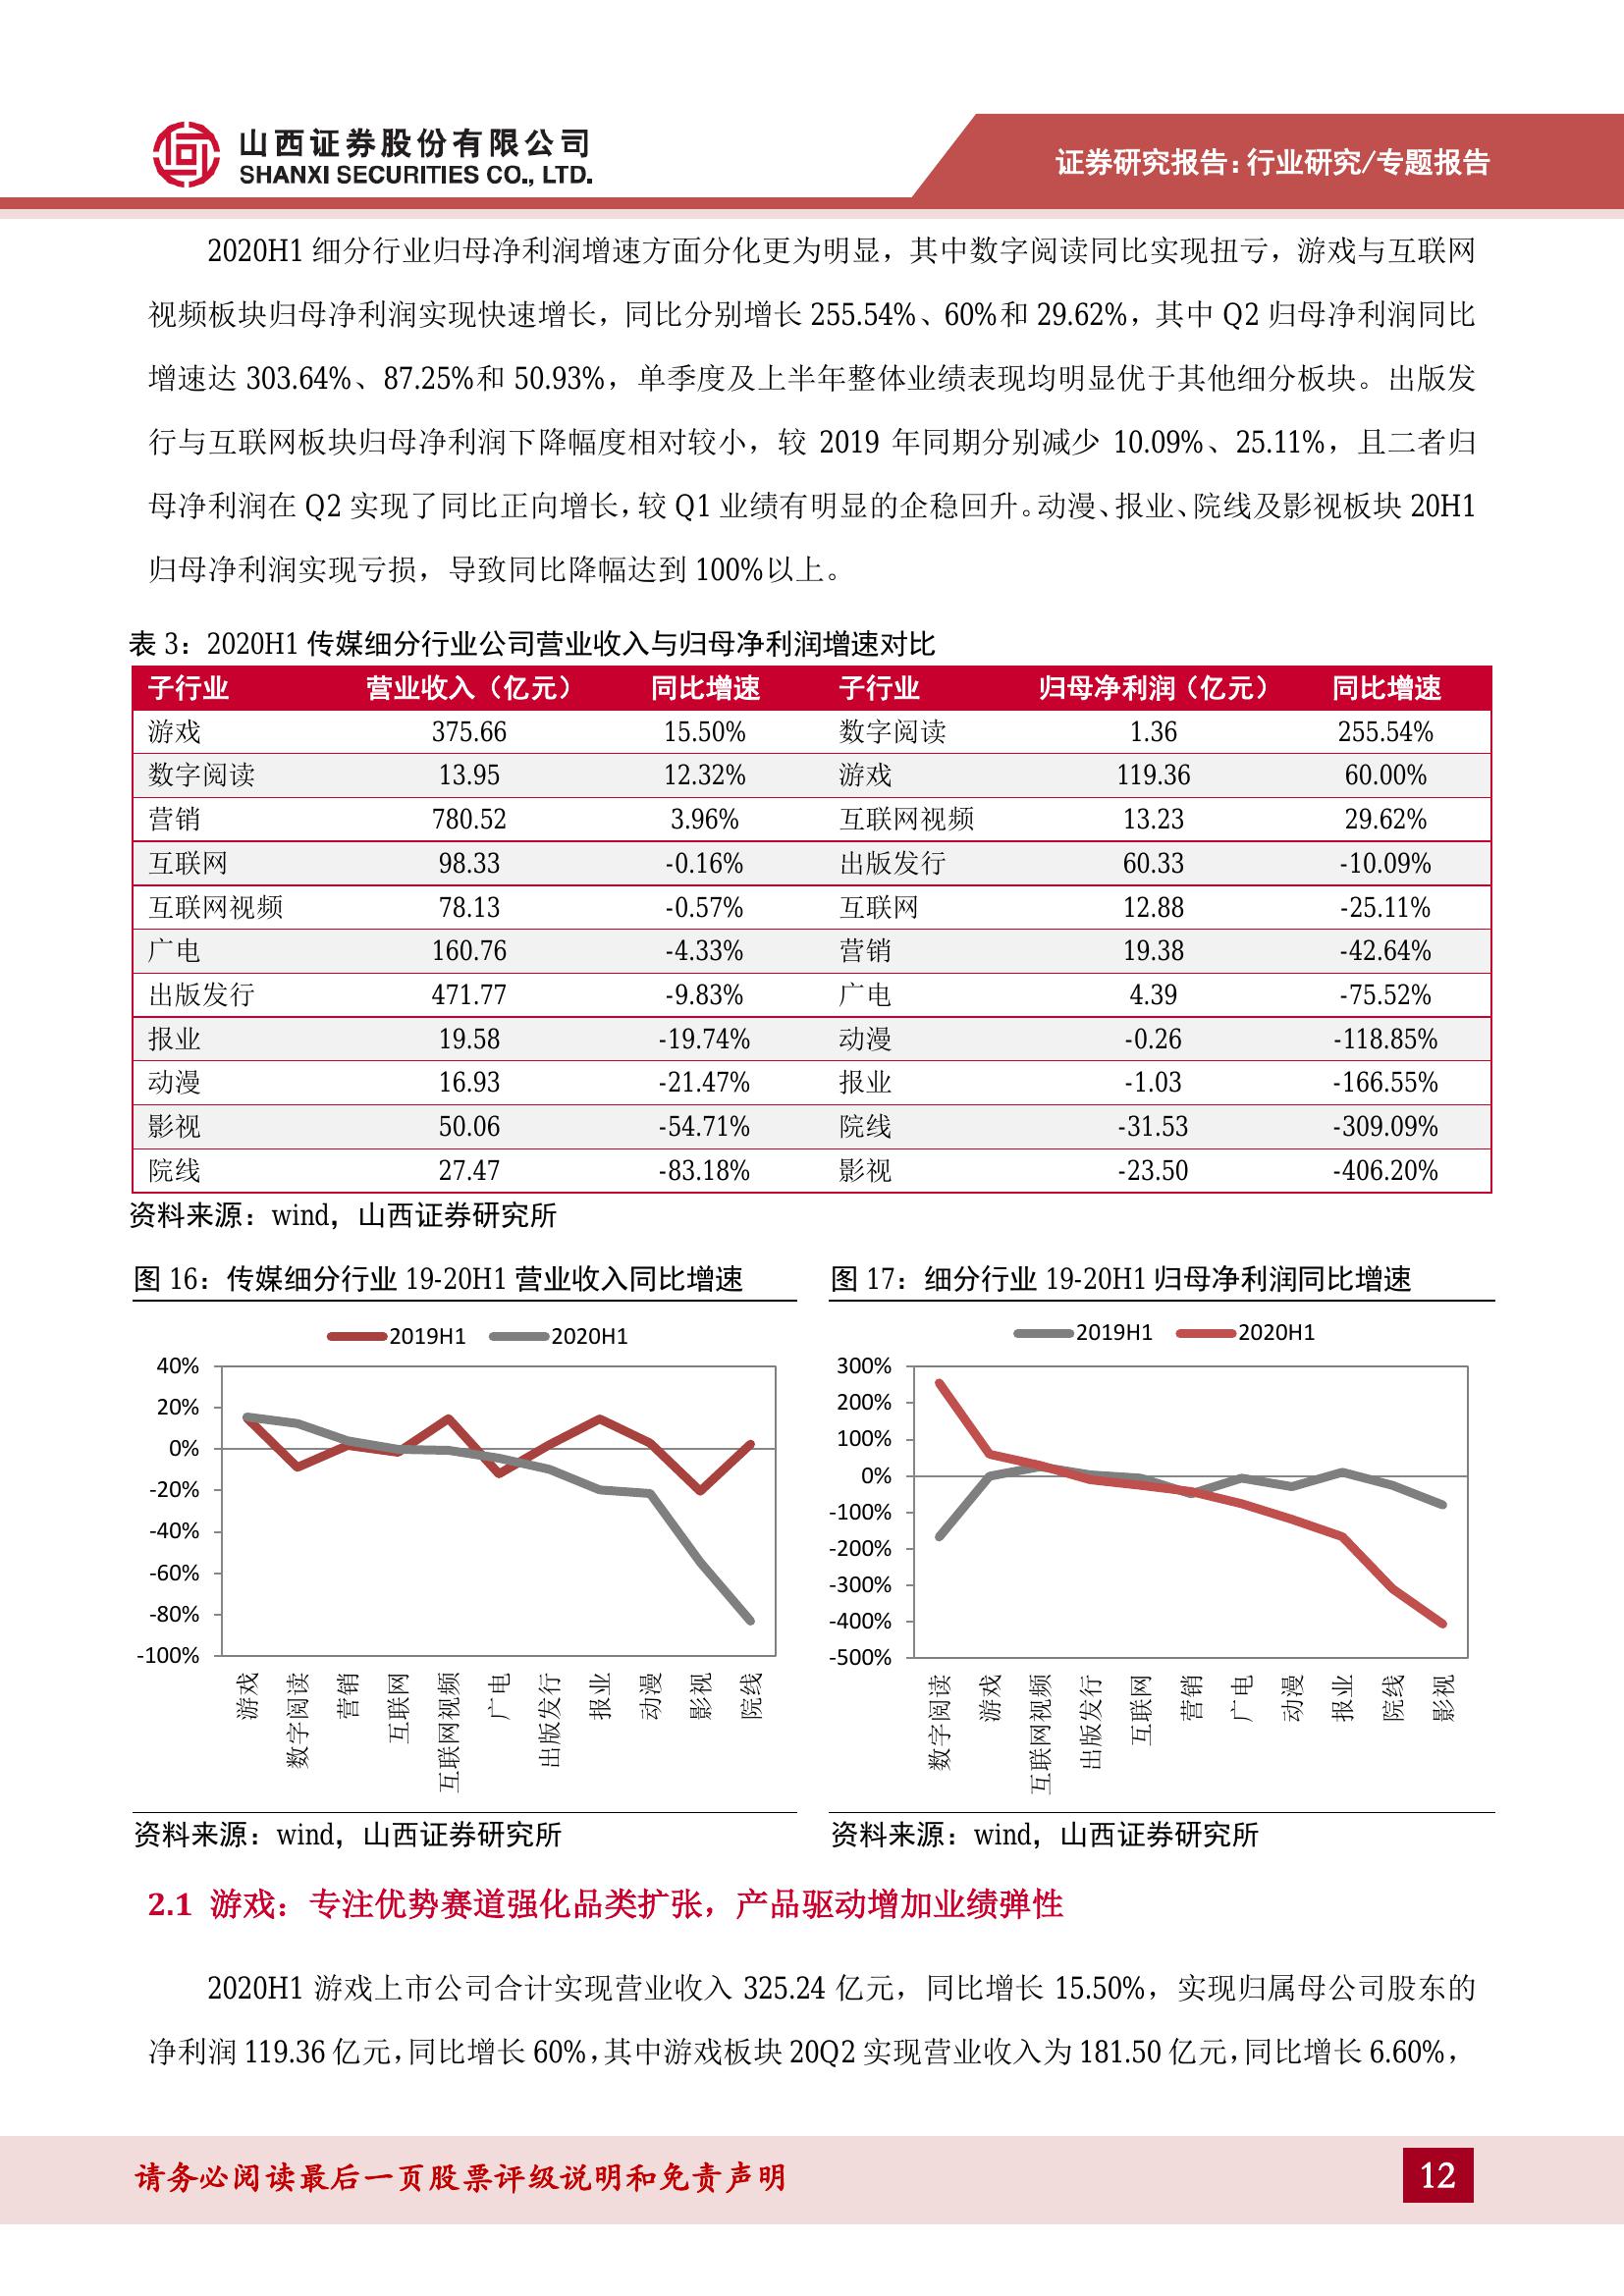 山西证券股份有限公司
SHANXI SECURITIES CO., LTD.
证券研究报告：行业研究/专题报告
2020H1 细分行业归母净利润增速方面分化更为明显，其中数字阅读同比实现扭亏，游戏与互联网
视频板块归母净利润实现快速增长，同比分别增长 255.54%、60%和 29.62%，其中 Q2 归母净利润同比
增速达 303.64%、87.25%和 50.93%，单季度及上半年整体业绩表现均明显优于其他细分板块。出版发
行与互联网板块归母净利润下降幅度相对较小，较 2019 年同期分别减少 10.09%、25.11%，且二者归
母净利润在 Q2 实现了同比正向增长，较 Q1 业绩有明显的企稳回升。动漫、报业、院线及影视板块 20H1
归母净利润实现亏损，导致同比降幅达到 100%以上。
表 3：2020H1 传媒细分行业公司营业收入与归母净利润增速对比
子行业 营业收入（亿元） 同比增速 子行业 归母净利润（亿元） 同比增速
游戏 375.66 15.50% 数字阅读 1.36 255.54%
数字阅读 13.95 12.32% 游戏 119.36 60.00%
营销 780.52 3.96% 互联网视频 13.23 29.62%
互联网 98.33 -0.16% 出版发行 60.33 -10.09%
互联网视频 78.13 -0.57% 互联网 12.88 -25.11%
广电 160.76 -4.33% 营销 19.38 -42.64%
出版发行 471.77 -9.83% 广电 4.39 -75.52%
报业 19.58 -19.74% 动漫 -0.26 -118.85%
动漫 16.93 -21.47% 报业 -1.03 -166.55%
影视 50.06 -54.71% 院线 -31.53 -309.09%
院线 27.47 -83.18% 影视 -23.50 -406.20%
资料来源：wind，山西证券研究所
图 16：传媒细分行业 19-20H1 营业收入同比增速
2019H1 2020H1
40%
20%
0%
-20%
-40%
-60%
-80%
-100%
游戏
数字阅读
营销
互联网
互联网视频
广电
出版发行
报业
动漫
影视
院线
资料来源：wind，山西证券研究所
图 17：细分行业 19-20H1 归母净利润同比增速
2019H1 2020H1
300%
200%
100%
0%
-100%
-200%
-300%
-400%
-500%
数字阅读
游戏
互联网视频
出版发行
互联网
营销
广电
动漫
报业
院线
影视
资料来源：wind，山西证券研究所
2.1 游戏：专注优势赛道强化品类扩张，产品驱动增加业绩弹性
2020H1 游戏上市公司合计实现营业收入 325.24 亿元，同比增长 15.50%，实现归属母公司股东的
净利润 119.36 亿元，同比增长 60%，其中游戏板块 20Q2 实现营业收入为 181.50 亿元，同比增长 6.60%，
请务必阅读最后一页股票评级说明和免责声明
12